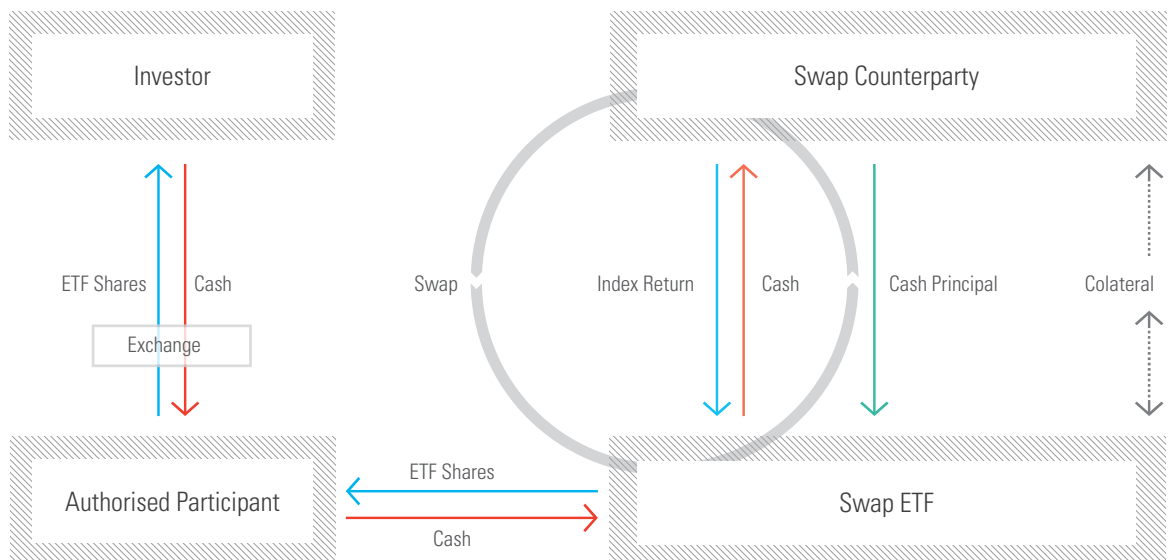 Investor
Swap Counterparty
ETF Shares
Cash
Swap
Index Return
Cash
Cash Principal
Colateral
Exchange
Authorised Participant
ETF Shares
Cash
Swap ETF